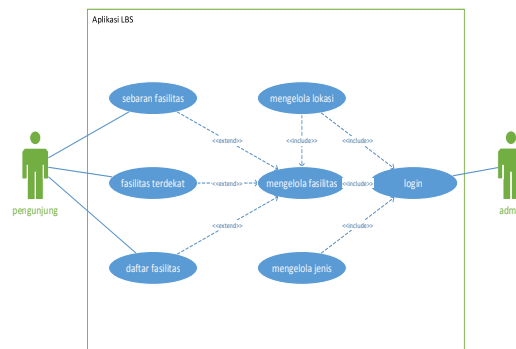 Aplikasi LBS
sebaran fasilitas
mengelola lokasi
<<extend>>
<<include>>
<<include>>
fasilitas terdekat
<<extend>>
mengelola fasilitas
<<include>>
login
pengunjung
adm
<<extend>>
<<include>>
daftar fasilitas
mengelola jenis